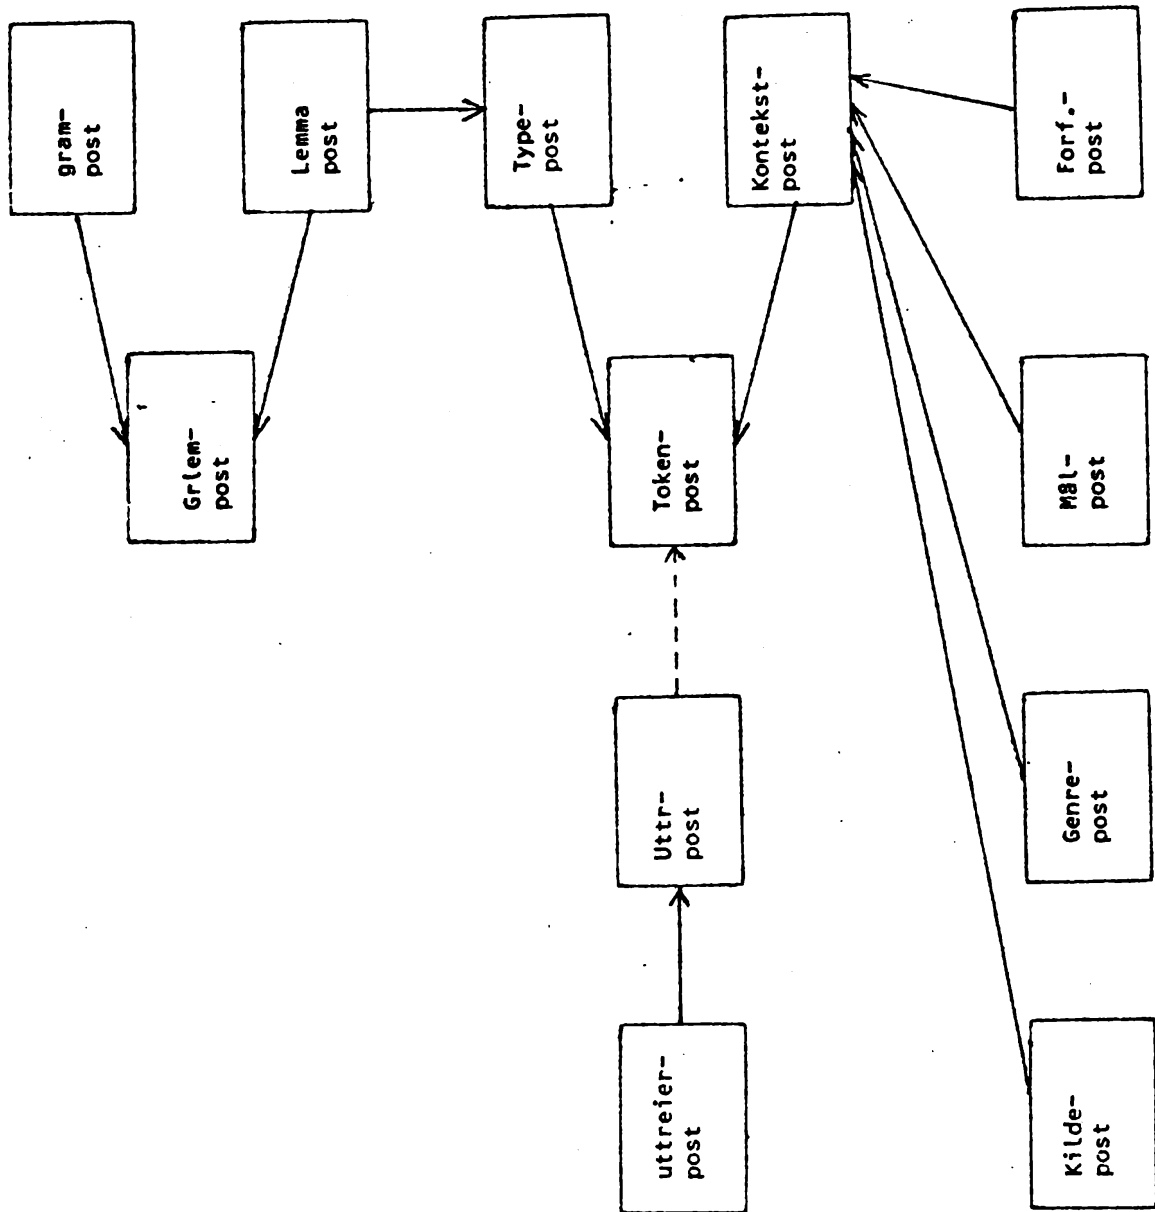 gram-
post
Grlem-
post
Lemma
post
Type-
post
uttreier-
post
Uttr-
post
Token-
post
Kontekst-
post
Kilde-
post
Genre-
post
Mål-
post
Forf.-
post